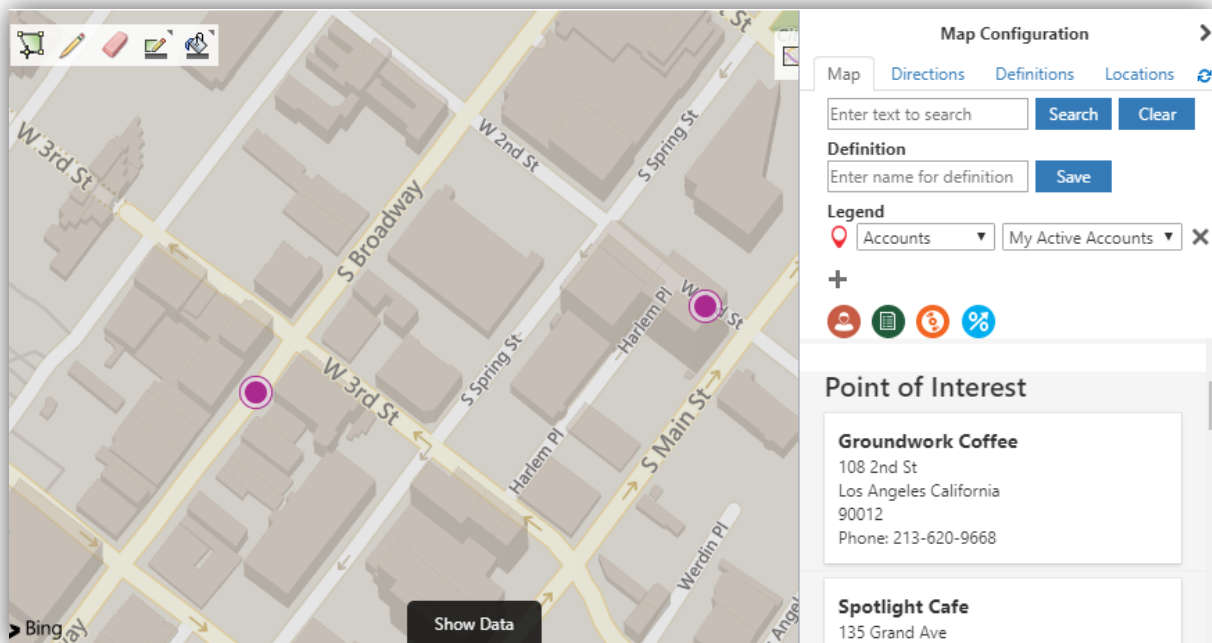 St
W 3rd St
W 2nd St
S Spring St
S Broadway
Harlem Pl
W 3rd St
S Spring St
S Main St
Harlem Pl
Werdin Pl
Bing
Show Data
Map Configuration
Map Directions Definitions Locations
Enter text to search Search Clear
Definition
Enter name for definition Save
Legend
Accounts My Active Accounts
Point of Interest
Groundwork Coffee
108 2nd St
Los Angeles California
90012
Phone: 213-620-9668
Spotlight Cafe
135 Grand Ave